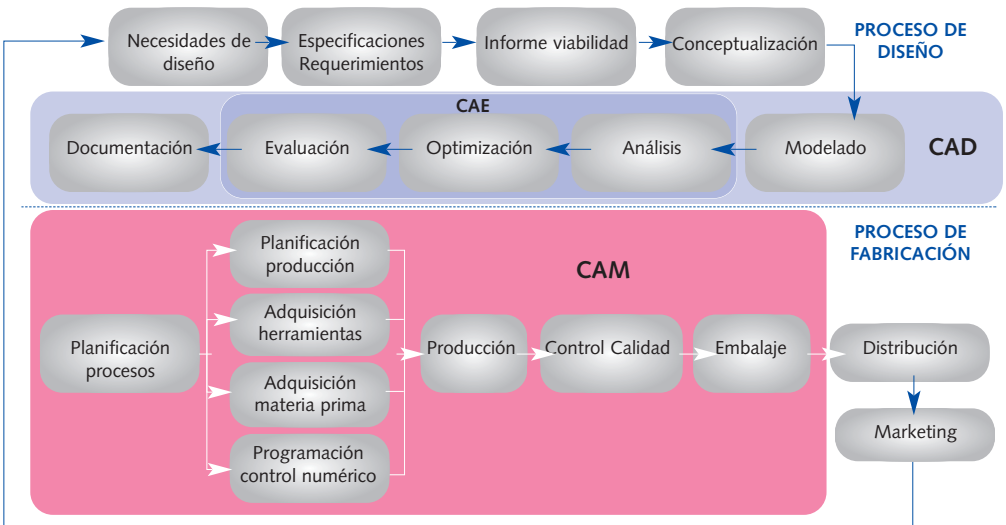 Necesidades de
diseño
Especificaciones
Requerimientos
Informe viabilidad
Conceptualización
PROCESO DE
DISEÑO
CAE
Documentación
Evaluación
Optimización
Análisis
Modelado
CAD
PROCESO DE
FABRICACIÓN
CAM
Planificación
procesos
Planificación
producción
Adquisición
herramientas
Adquisición
materia prima
Programación
control numérico
Producción
Control Calidad
Embalaje
Distribución
Marketing